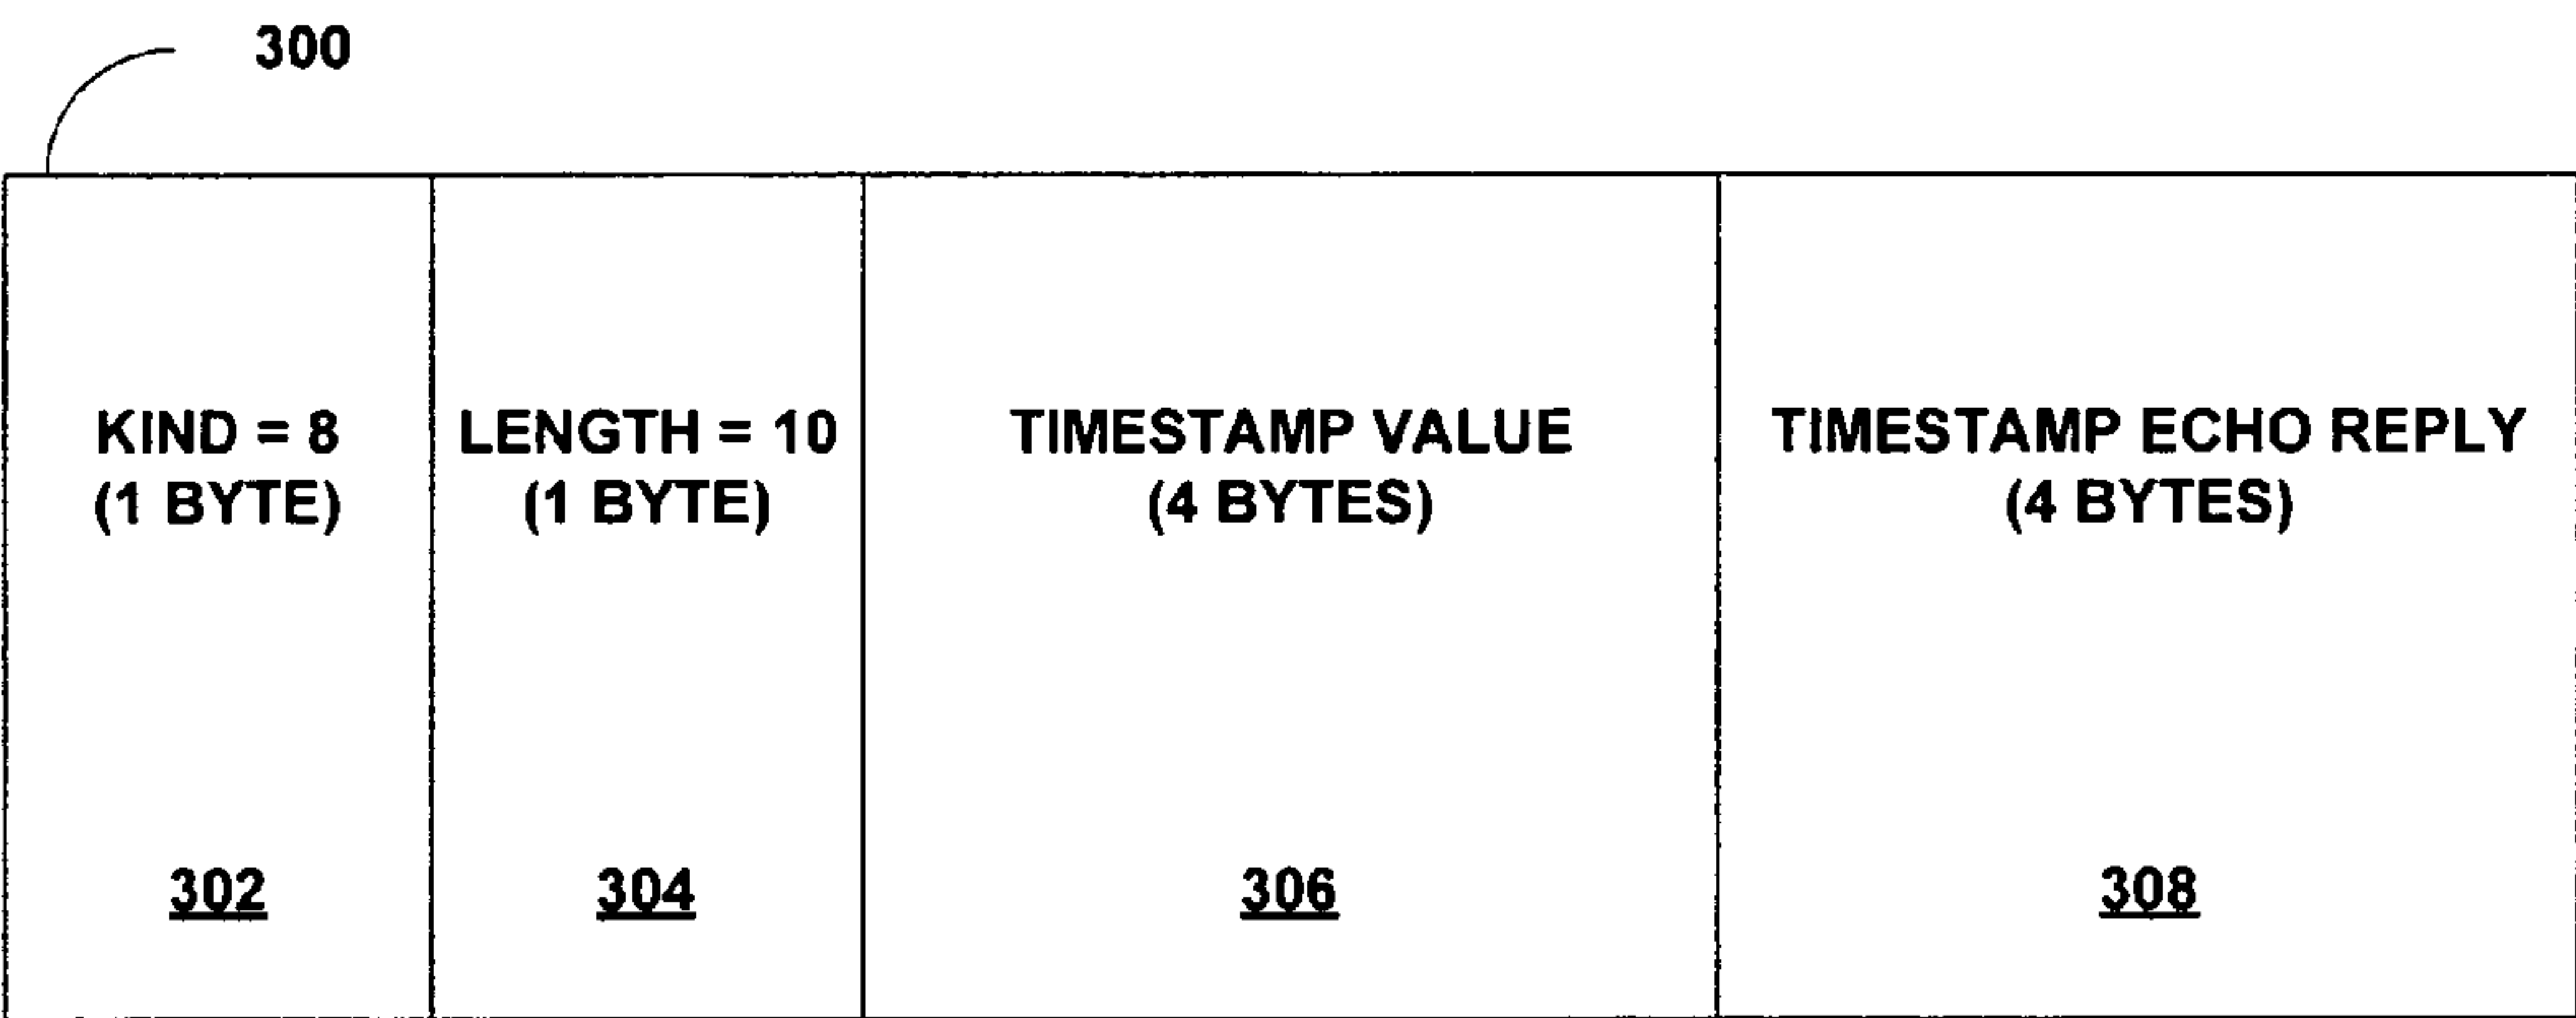 300
KIND = 8
(1 BYTE)
LENGTH = 10
(1 BYTE)
TIMESTAMP VALUE
(4 BYTES)
TIMESTAMP ECHO REPLY
(4 BYTES)
302
304
306
308